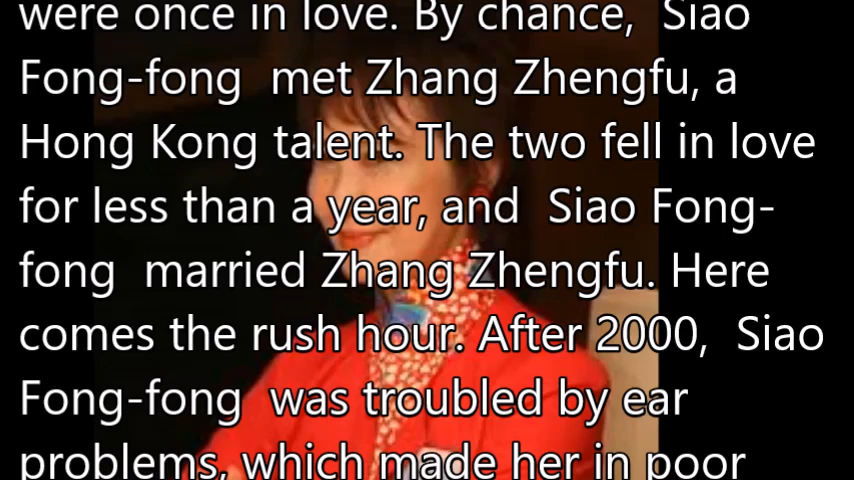 were once in love. By chance,  Siao
Fong-fong  met Zhang Zhengfu, a
Hong Kong talent. The two fell in love
for less than a year, and  Siao Fong-
fong  married Zhang Zhengfu. Here
comes the rush hour. After 2000,  Siao
Fong-fong  was troubled by ear
problems, which made her in poor